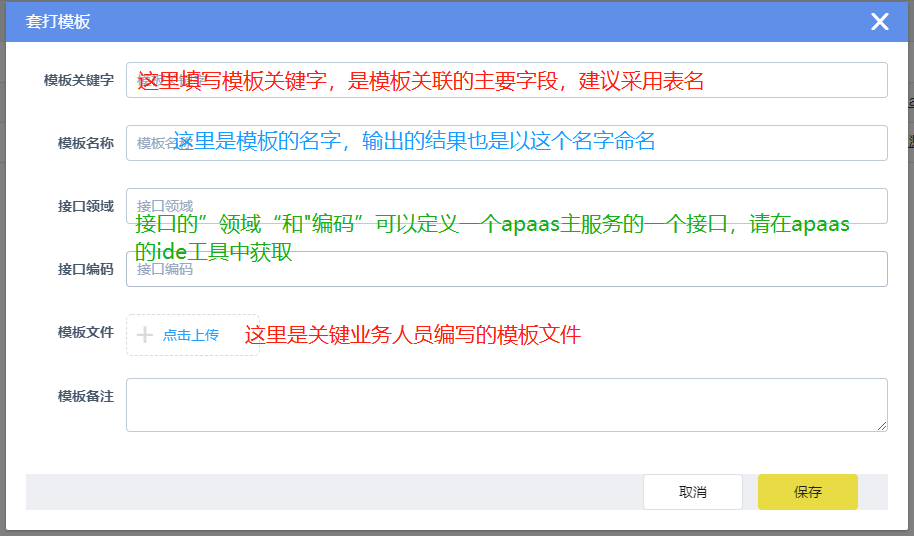 套打模板
模板关键字
这里填写模板关键字，是模板关联的主要字段，建议采用表名
模板名称
模板名称
这里是模板的名字，输出的结果也是以这个名字命名
接口领域
接口领域
接口的”领域“和"编码”可以定义一个apaas主服务的一个接口，请在apaas
的ide工具中获取
接口编码
接口编码
模板文件
点击上传
这里是关键业务人员编写的模板文件
模板备注
取消
保存